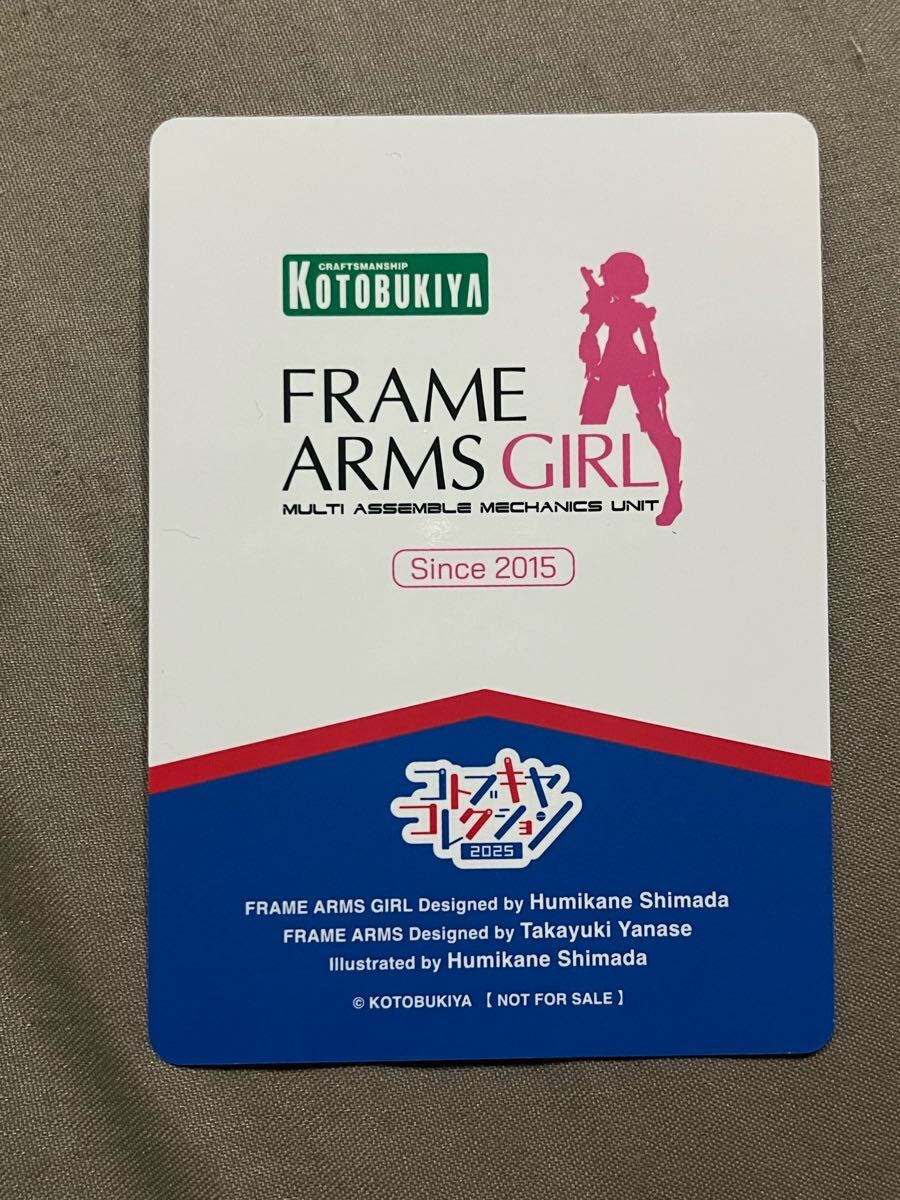 CRAFTSMANSHIP
KOTOBUKIYA
FRAME
ARMS GIRL
MULTI ASSEMBLE MECHANICS UNIT
Since 2015
コトブキヤ
コレクション
2025
FRAME ARMS GIRL Designed by Humikane Shimada
FRAME ARMS Designed by Takayuki Yanase
Illustrated by Humikane Shimada
© KOTOBUKIYA 【 NOT FOR SALE 】